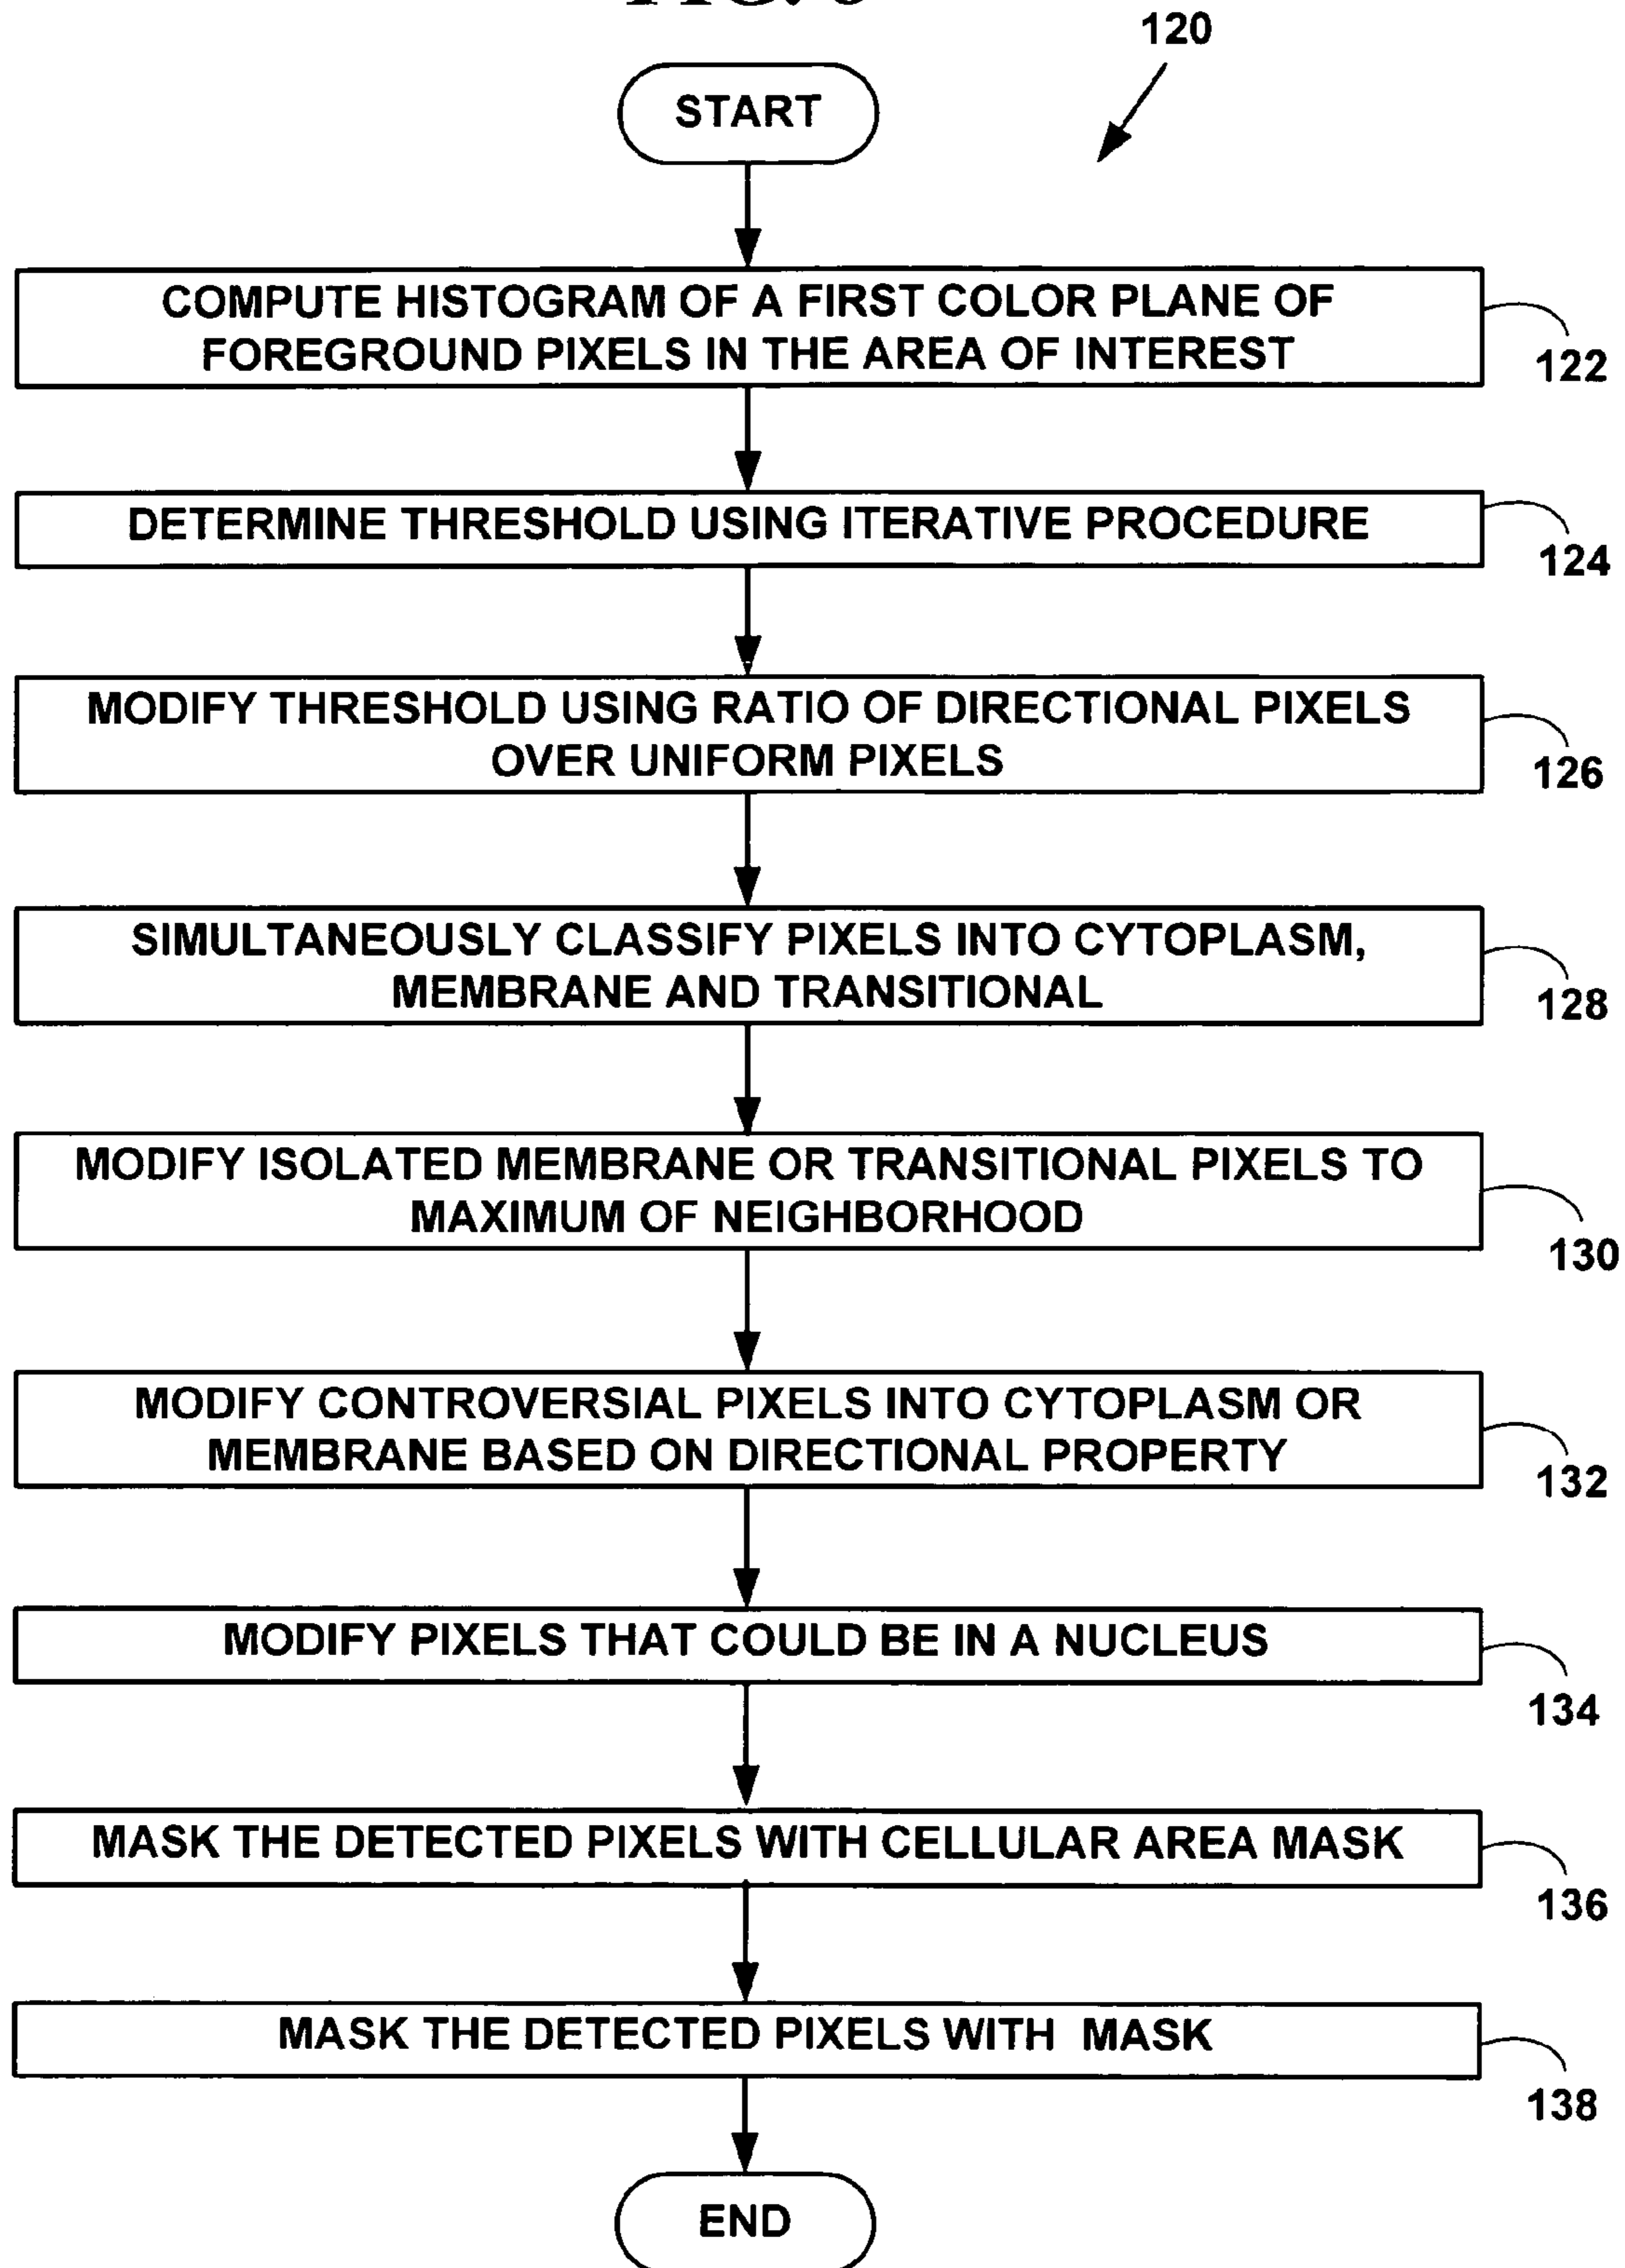 120
START
COMPUTE HISTOGRAM OF A FIRST COLOR PLANE OF
FOREGROUND PIXELS IN THE AREA OF INTEREST
122
DETERMINE THRESHOLD USING ITERATIVE PROCEDURE
124
MODIFY THRESHOLD USING RATIO OF DIRECTIONAL PIXELS
OVER UNIFORM PIXELS
126
SIMULTANEOUSLY CLASSIFY PIXELS INTO CYTOPLASM,
MEMBRANE AND TRANSITIONAL
128
MODIFY ISOLATED MEMBRANE OR TRANSITIONAL PIXELS TO
MAXIMUM OF NEIGHBORHOOD
130
MODIFY CONTROVERSIAL PIXELS INTO CYTOPLASM OR
MEMBRANE BASED ON DIRECTIONAL PROPERTY
132
MODIFY PIXELS THAT COULD BE IN A NUCLEUS
134
MASK THE DETECTED PIXELS WITH CELLULAR AREA MASK
136
MASK THE DETECTED PIXELS WITH MASK
138
END